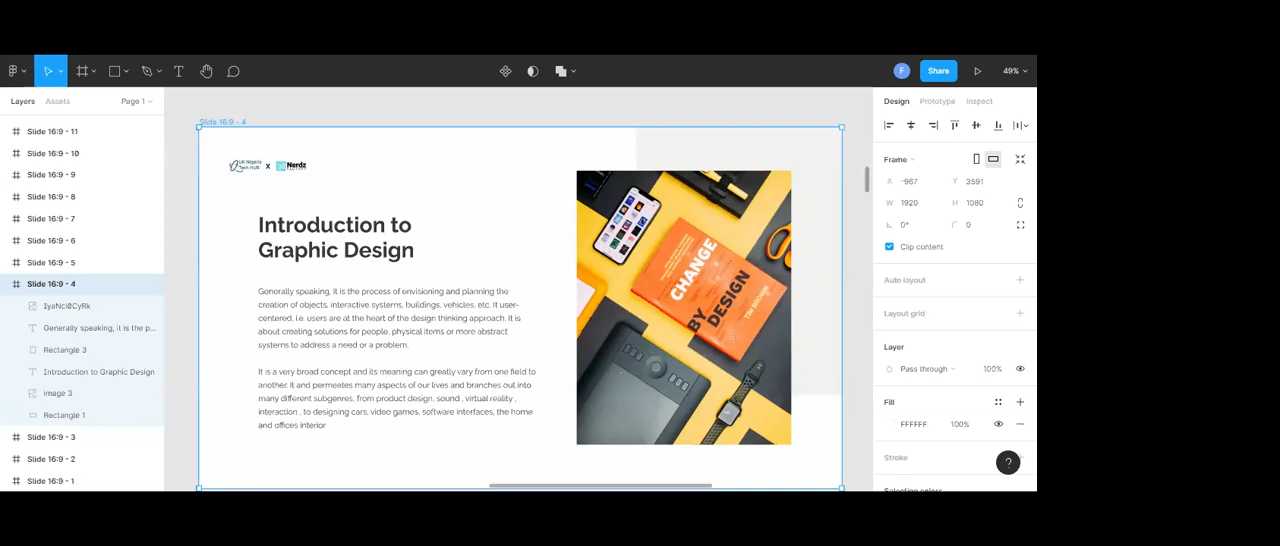 F
Share
49%
Layers
Assets
Page 1
Design
Prototype
Inspect
Slide 16:9 - 11
Slide 16:9 - 10
Slide 16:9 - 9
Slide 16:9 - 8
Slide 16:9 - 7
Slide 16:9 - 6
Slide 16:9 - 5
Slide 16:9 - 4
IyaNci0CyRk
Generally speaking, it is the p...
Rectangle 3
Introduction to Graphic Design
image 3
Rectangle 1
Slide 16:9 - 3
Slide 16:9 - 2
Slide 16:9 - 1
Slide 16:9 - 4
UK Nigeria
Tech HUB
X
Nerdz
Introduction to
Graphic Design
Generally speaking, it is the process of envisioning and planning the
creation of objects, interactive systems, buildings, vehicles, etc. It user-
centered, i.e. users are at the heart of the design thinking approach. It is
about creating solutions for people, physical items or more abstract
systems to address a need or a problem.
It is a very broad concept and its meaning can greatly vary from one field to
another. It and permeates many aspects of our lives and branches out into
many different subgenres, from product design, sound , virtual reality ,
interaction , to designing cars, video games, software interfaces, the home
and offices interior
CHANGE
BY DESIGN
TIM BROWN
Frame
X -967 Y 3591
W 1920 H 1080
0° 0
Clip content
Auto layout
Layout grid
Layer
Pass through 100%
Fill
FFFFFF 100%
Stroke
?
Selection colors